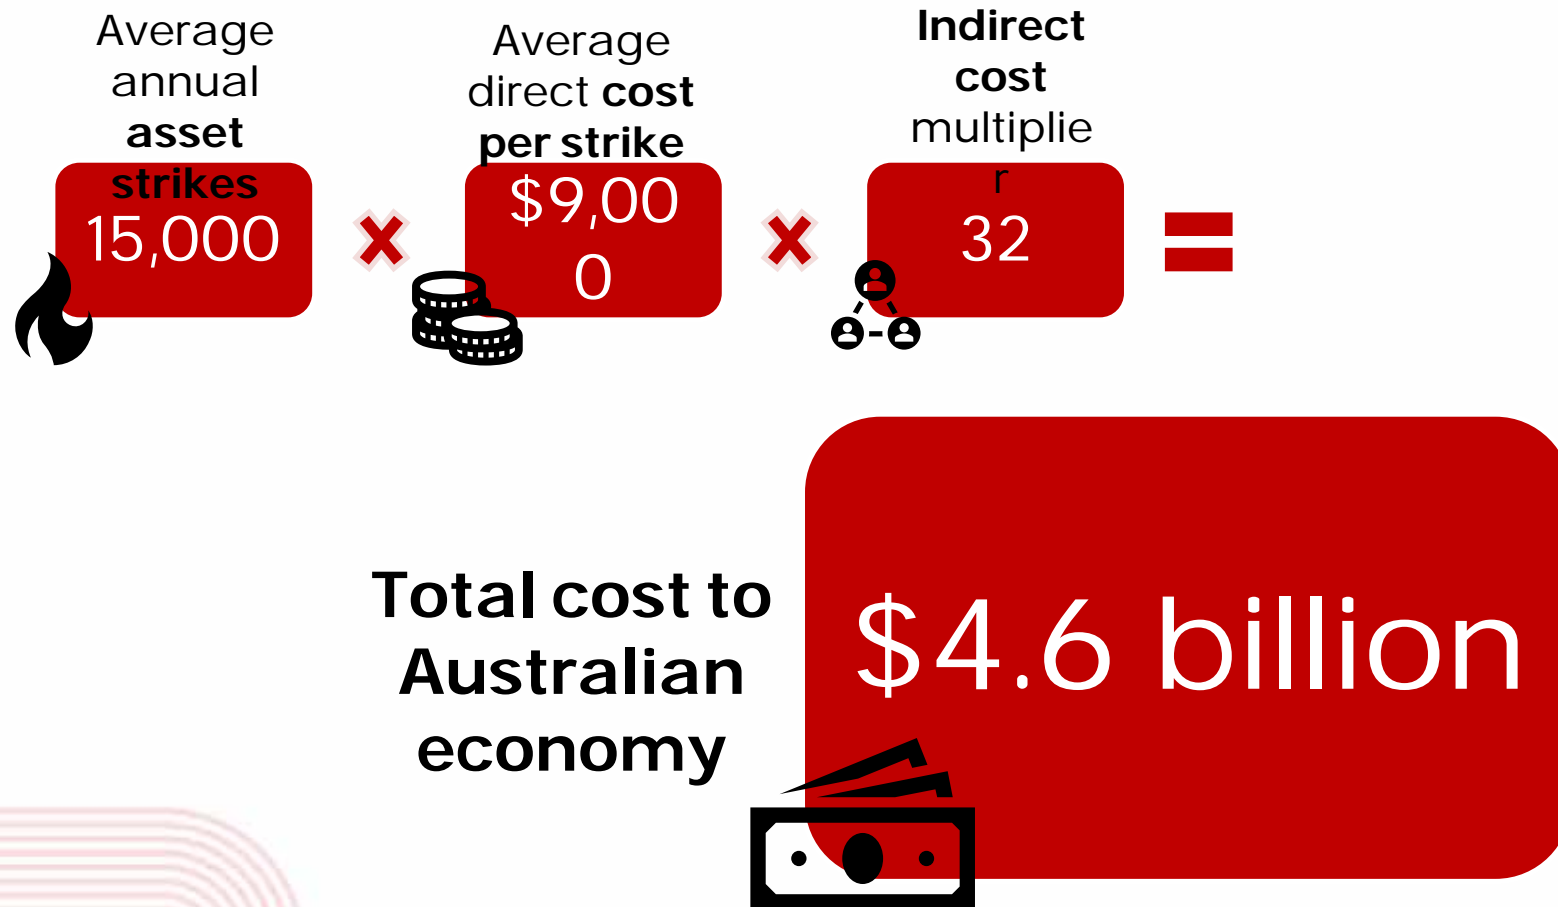 Average
annual
asset
strikes
15,000
Average
direct cost
per strike
$9,00
0
Indirect
cost
multiplie
r
32
Total cost to
Australian
economy
$4.6 billion